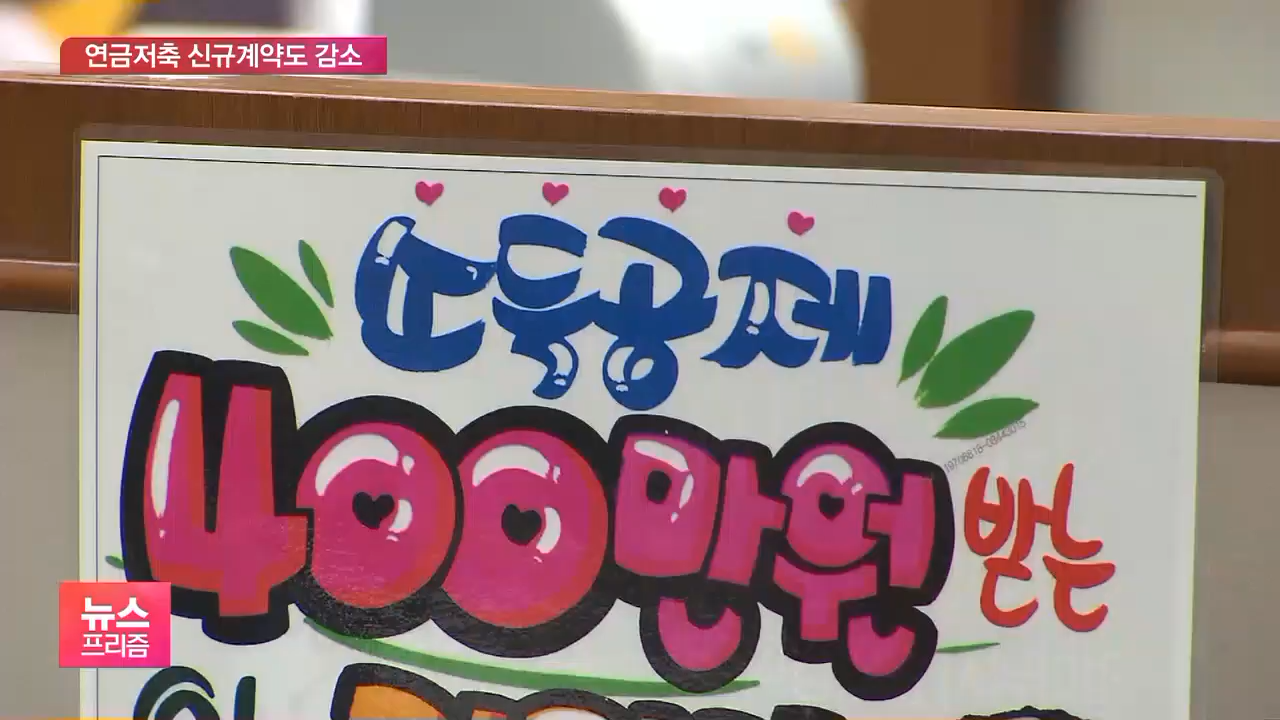 연금저축 신규계약도 감소
소득공제
400만원 받는
뉴스
프리즘